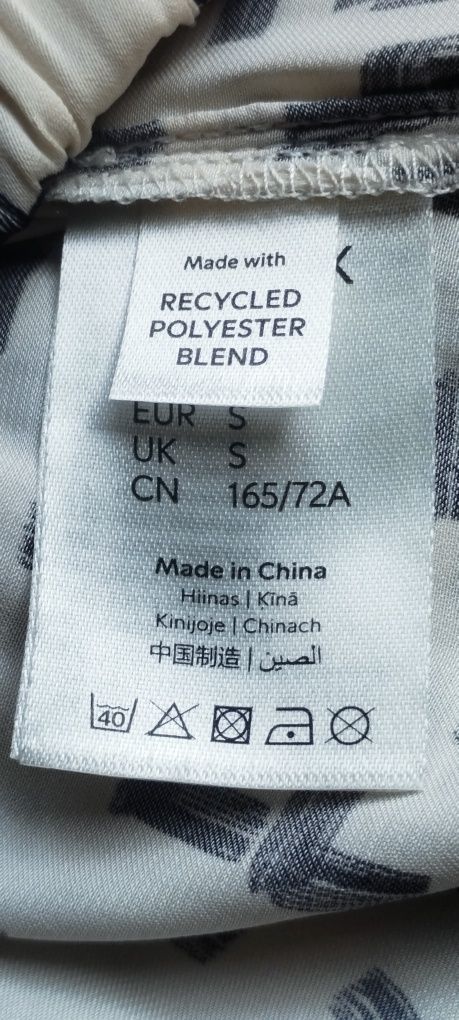 Made with
RECYCLED
POLYESTER
BLEND
EUR S
UK S
CN 165/72A
Made in China
Hiinas | Ķīnā
Kinijoje | Chinach
中国制造 | الصين
40